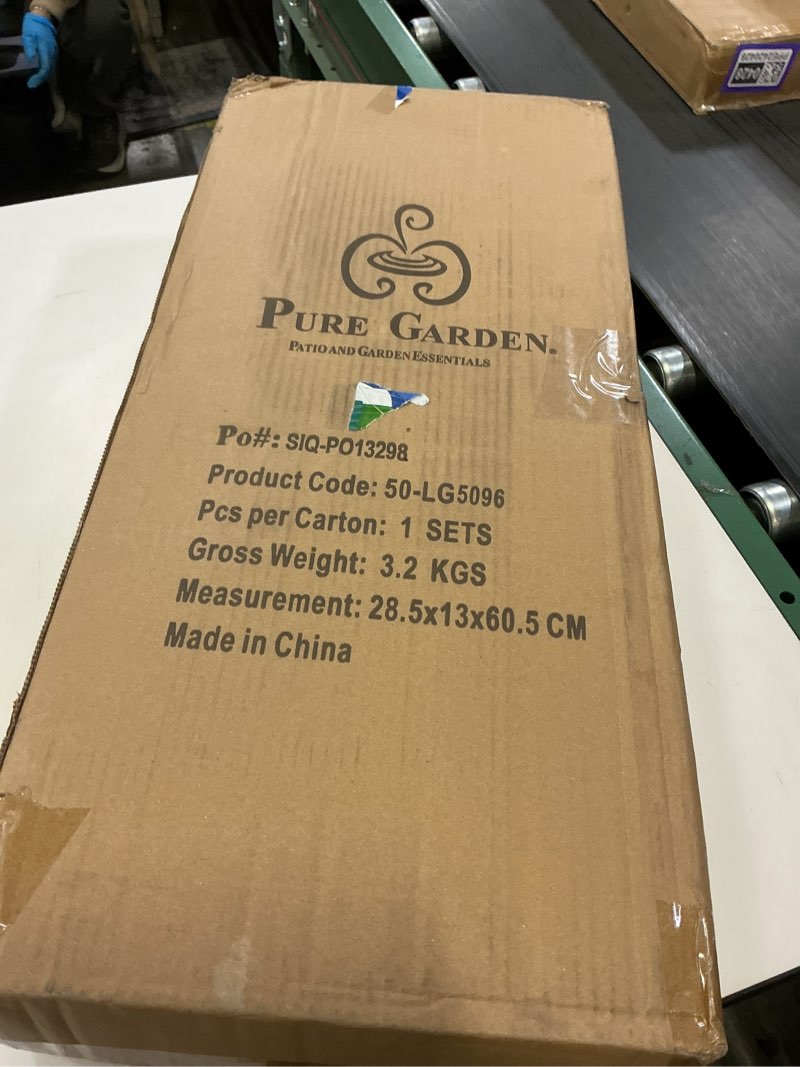 PURE GARDEN®
PATIO AND GARDEN ESSENTIALS
Po#: SIQ-PO13298
Product Code: 50-LG5096
Pcs per Carton: 1 SETS
Gross Weight: 3.2 KGS
Measurement: 28.5x13x60.5 CM
Made in China